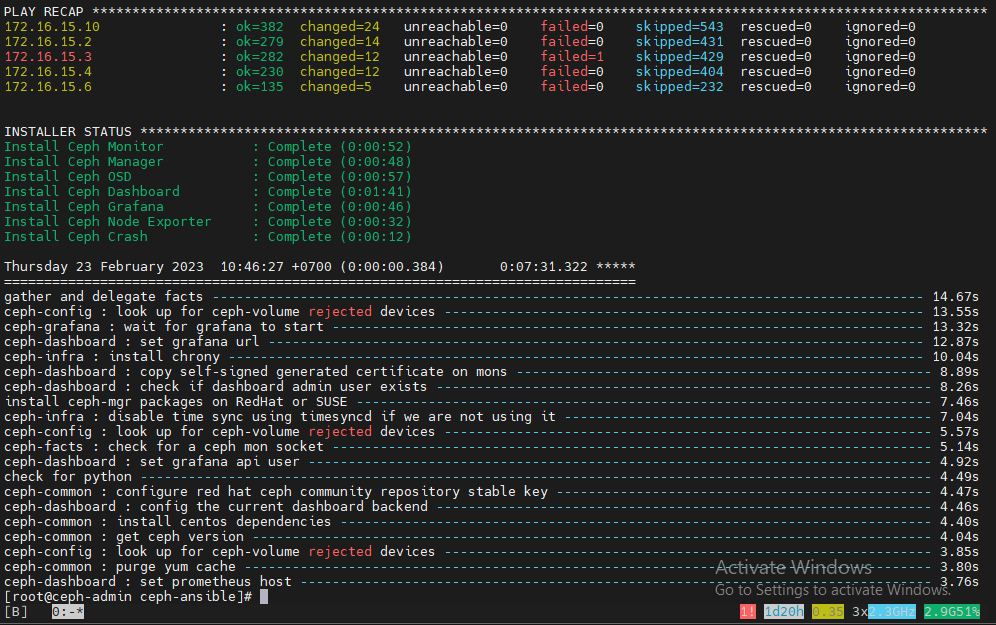 PLAY RECAP ****************************************************************************************************************
172.16.15.10               : ok=382  changed=24   unreachable=0    failed=0    skipped=543  rescued=0    ignored=0
172.16.15.2                : ok=279  changed=14   unreachable=0    failed=0    skipped=431  rescued=0    ignored=0
172.16.15.3                : ok=282  changed=12   unreachable=0    failed=1    skipped=429  rescued=0    ignored=0
172.16.15.4                : ok=230  changed=12   unreachable=0    failed=0    skipped=404  rescued=0    ignored=0
172.16.15.6                : ok=135  changed=5    unreachable=0    failed=0    skipped=232  rescued=0    ignored=0
INSTALLER STATUS **********************************************************************************************************
Install Ceph Monitor           : Complete (0:00:52)
Install Ceph Manager           : Complete (0:00:48)
Install Ceph OSD               : Complete (0:00:57)
Install Ceph Dashboard         : Complete (0:01:41)
Install Ceph Grafana           : Complete (0:00:46)
Install Ceph Node Exporter     : Complete (0:00:32)
Install Ceph Crash             : Complete (0:00:12)
Thursday 23 February 2023  10:46:27 +0700 (0:00:00.384)       0:07:31.322 *****
===============================================================================
gather and delegate facts ----------------------------------------------------------------------------------------- 14.67s
ceph-config : look up for ceph-volume rejected devices ------------------------------------------------------------ 13.55s
ceph-grafana : wait for grafana to start -------------------------------------------------------------------------- 13.32s
ceph-dashboard : set grafana url ---------------------------------------------------------------------------------- 12.87s
ceph-infra : install chrony --------------------------------------------------------------------------------------- 10.04s
ceph-dashboard : copy self-signed generated certificate on mons ---------------------------------------------------- 8.89s
ceph-dashboard : check if dashboard admin user exists -------------------------------------------------------------- 8.26s
install ceph-mgr packages on RedHat or SUSE ------------------------------------------------------------------------ 7.46s
ceph-infra : disable time sync using timesyncd if we are not using it ---------------------------------------------- 7.04s
ceph-config : look up for ceph-volume rejected devices ------------------------------------------------------------- 5.57s
ceph-facts : check for a ceph mon socket --------------------------------------------------------------------------- 5.14s
ceph-dashboard : set grafana api user ------------------------------------------------------------------------------ 4.92s
check for python --------------------------------------------------------------------------------------------------- 4.49s
ceph-common : configure red hat ceph community repository stable key ----------------------------------------------- 4.47s
ceph-dashboard : config the current dashboard backend -------------------------------------------------------------- 4.46s
ceph-common : install centos dependencies -------------------------------------------------------------------------- 4.40s
ceph-common : get ceph version ------------------------------------------------------------------------------------- 4.04s
ceph-config : look up for ceph-volume rejected devices ------------------------------------------------------------- 3.85s
ceph-common : purge yum cache -------------------------------------------------------------------------------------- 3.80s
ceph-dashboard : set prometheus host ------------------------------------------------------------------------------- 3.76s
Activate Windows
Go to Settings to activate Windows.
[root@ceph-admin ceph-ansible]#
[B]   0:-* 1! 1d20h 0.35 3x2.3GHz 2.9G51%